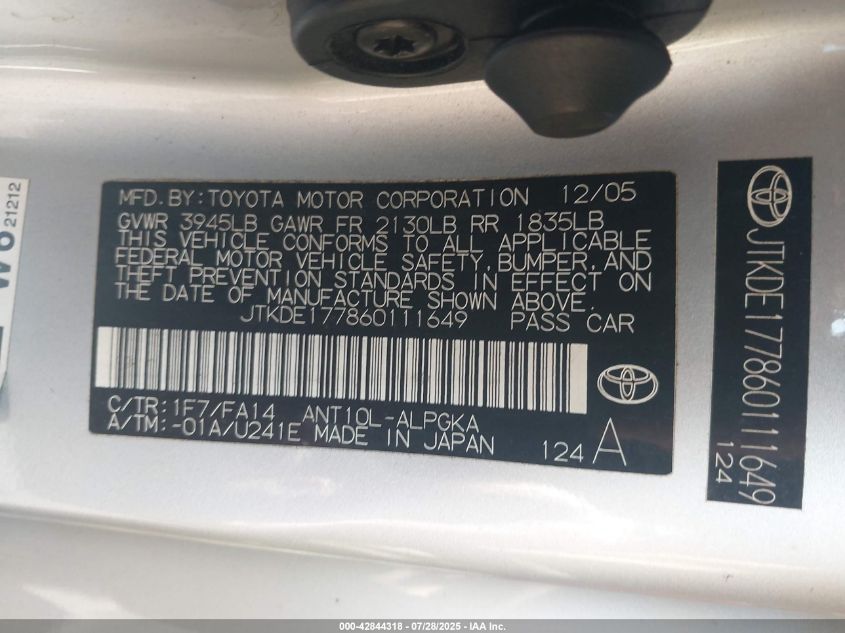 MFD. BY: TOYOTA MOTOR CORPORATION 12/05
GVWR 3945LB GAWR FR 2130LB RR 1835LB
THIS VEHICLE CONFORMS TO ALL APPLICABLE
FEDERAL MOTOR VEHICLE SAFETY, BUMPER, AND
THEFT PREVENTION STANDARDS IN EFFECT ON
THE DATE OF MANUFACTURE SHOWN ABOVE.
JTKDE177860111649 PASS CAR
C/TR: 1F7/FA14 ANT10L-ALPGKA
A/TM: -01A/U241E MADE IN JAPAN 124 A
JTKDE177860111649
124
21212
000-42844318 | 07/28/2025 - IAA Inc.